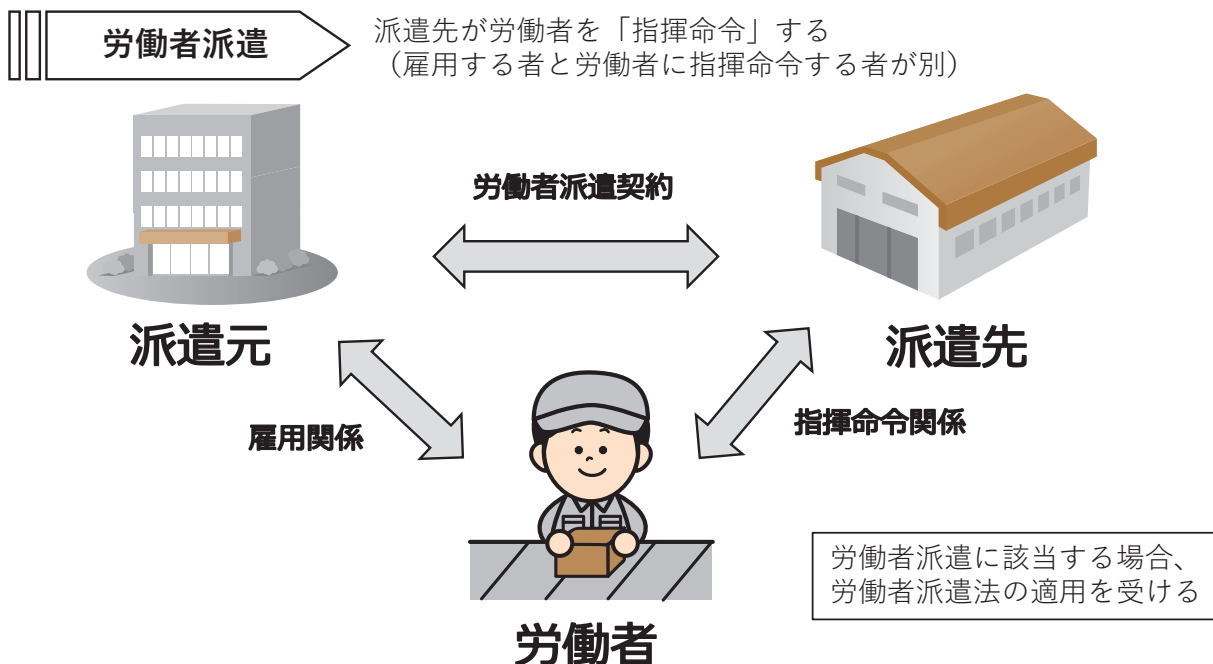 労働者派遣
派遣先が労働者を「指揮命令」する
（雇用する者と労働者に指揮命令する者が別）
労働者派遣契約
派遣元
派遣先
雇用関係
指揮命令関係
労働者派遣に該当する場合、
労働者派遣法の適用を受ける
労働者